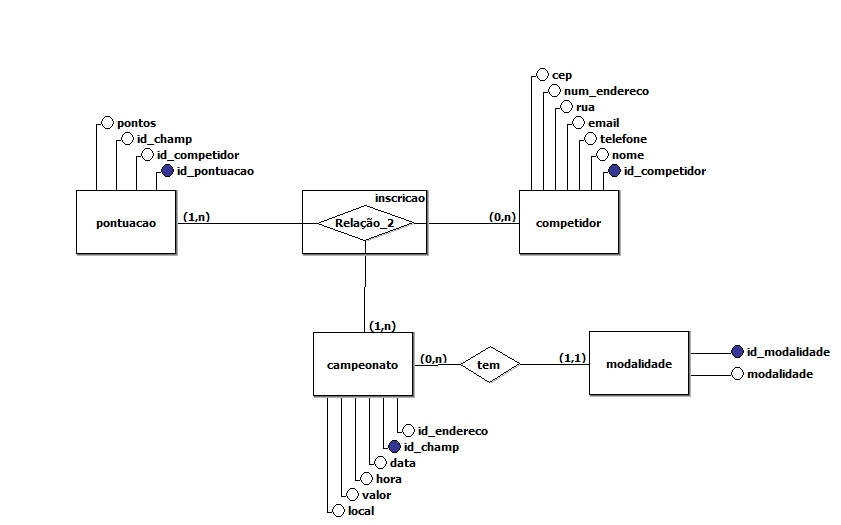 cep
num_endereco
rua
email
telefone
nome
id_competidor
pontos
id_champ
id_competidor
id_pontuacao
pontuacao
(1,n)
inscricao
Relação_2
(0,n)
competidor
(1,n)
campeonato
(0,n)
tem
(1,1)
modalidade
id_modalidade
modalidade
id_endereco
id_champ
data
hora
valor
local